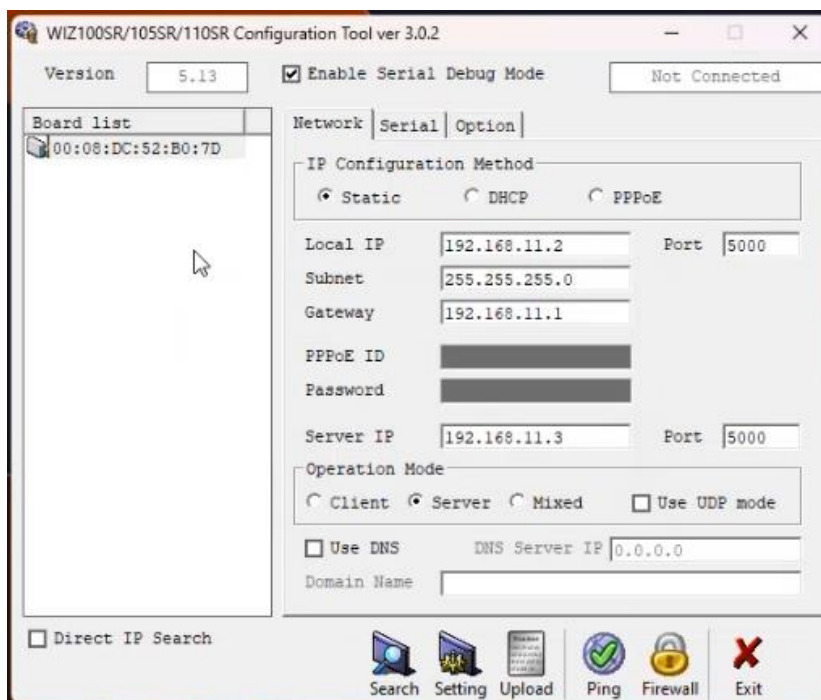 WIZ100SR/105SR/110SR Configuration Tool ver 3.0.2
Version 5.13 Enable Serial Debug Mode Not Connected
Board list
00:08:DC:52:B0:7D
Network Serial Option
IP Configuration Method
Static DHCP PPPoE
Local IP 192.168.11.2 Port 5000
Subnet 255.255.255.0
Gateway 192.168.11.1
PPPoE ID
Password
Server IP 192.168.11.3 Port 5000
Operation Mode
Client Server Mixed Use UDP mode
Use DNS DNS Server IP 0.0.0.0
Domain Name
Direct IP Search
Search Setting Upload Ping Firewall Exit